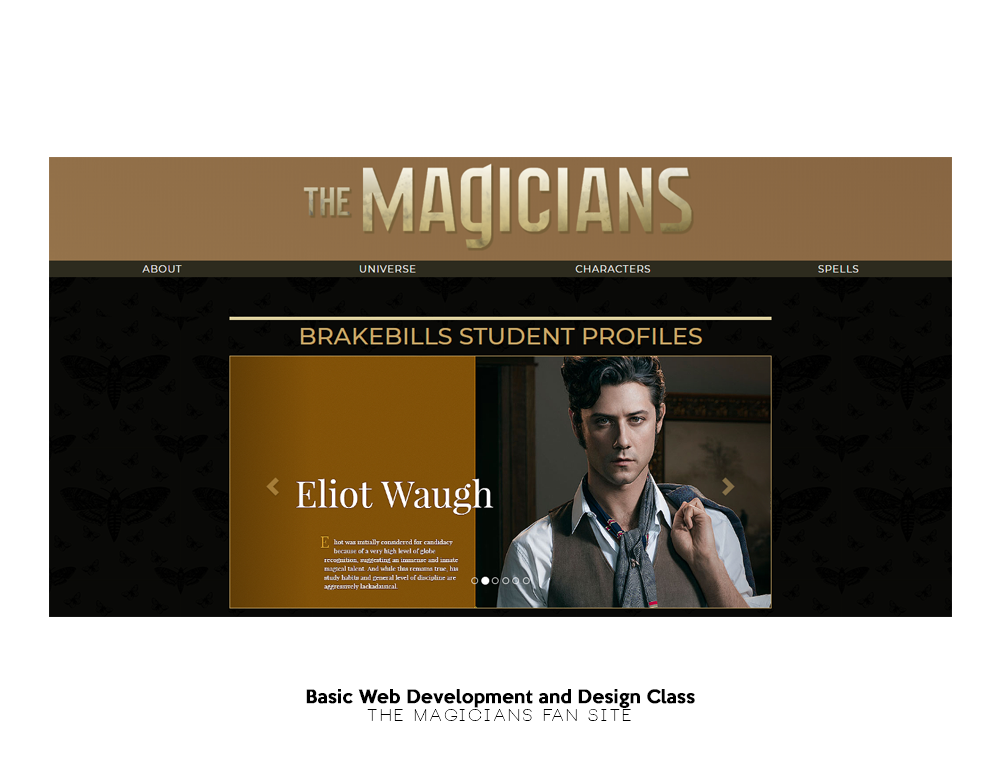 THE MAGICIANS
ABOUT UNIVERSE CHARACTERS SPELLS
BRAKEBILLS STUDENT PROFILES
Eliot Waugh
Eliot was initially considered for candidacy
because of a very high level of globe
recognition, suggesting an immense and innate
magical talent. And while this remains true, his
study habits and general level of discipline are
aggressively lackadaisical.
Basic Web Development and Design Class
THE MAGICIANS FAN SITE